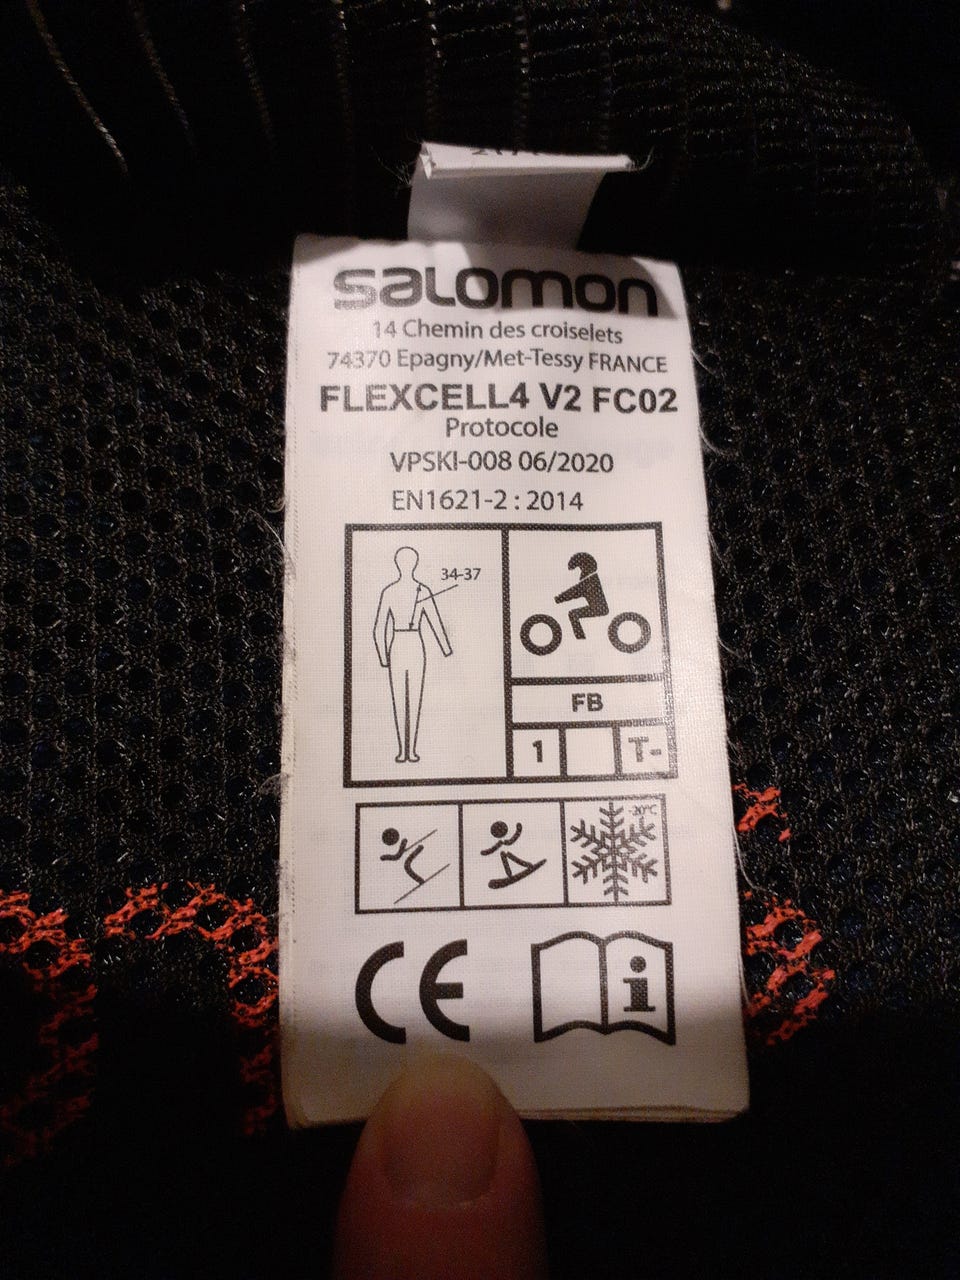 salomon
14 Chemin des croiselets
74370 Epagny/Met-Tessy FRANCE
FLEXCELL4 V2 FC02
Protocole
VPSKI-008 06/2020
EN1621-2 : 2014
34-37
FB
1 T-
-20°C
CE
i